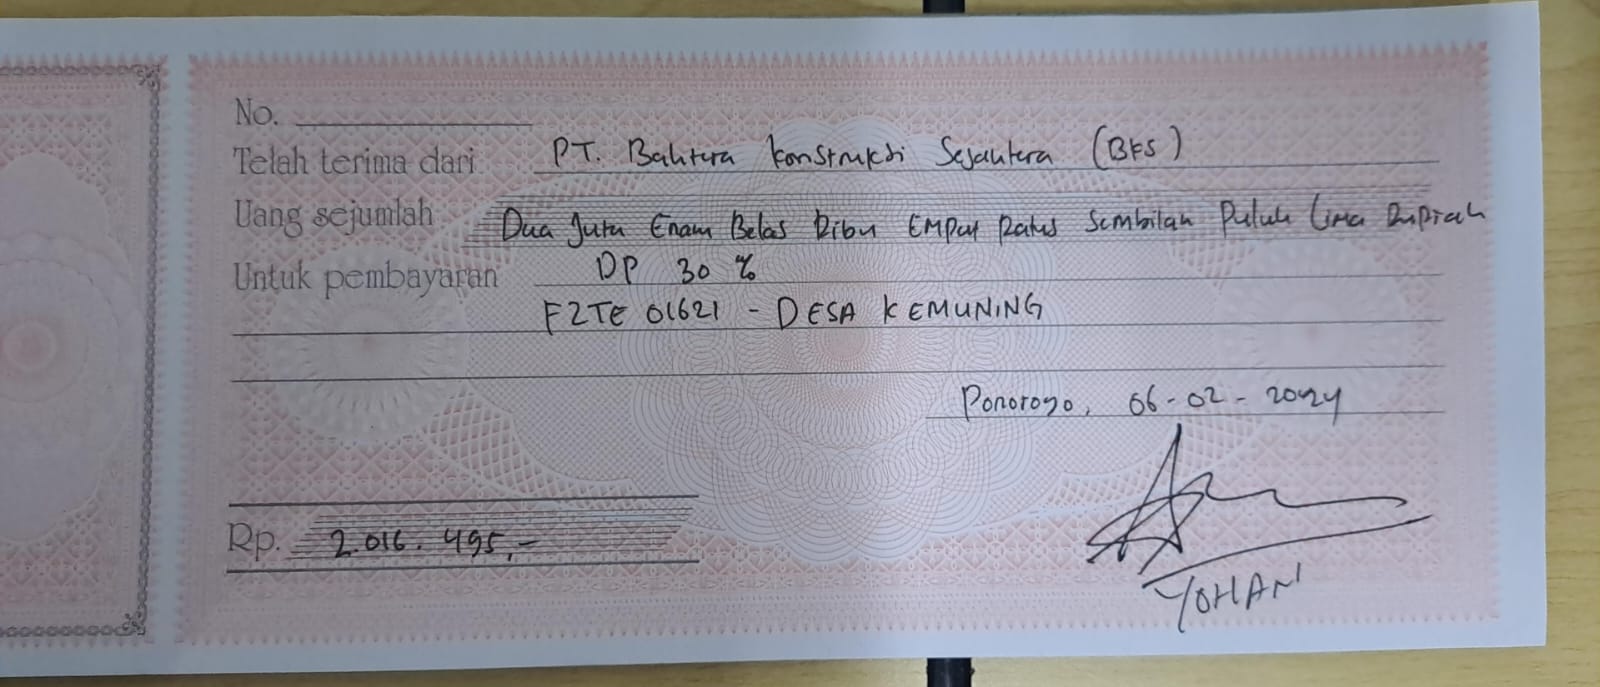 No.
Telah terima dari PT. Bahtera Konstruksi Sejahtera (BKS)
Uang sejumlah Dua Juta Enam Belas Ribu Empat Ratus Sembilan Puluh Lima Rupiah
Untuk pembayaran DP 30 %
F2TE 01621 - DESA KEMUNING
Ponorogo, 06-02-2024
Rp. 2.016.495,-
YOHAN